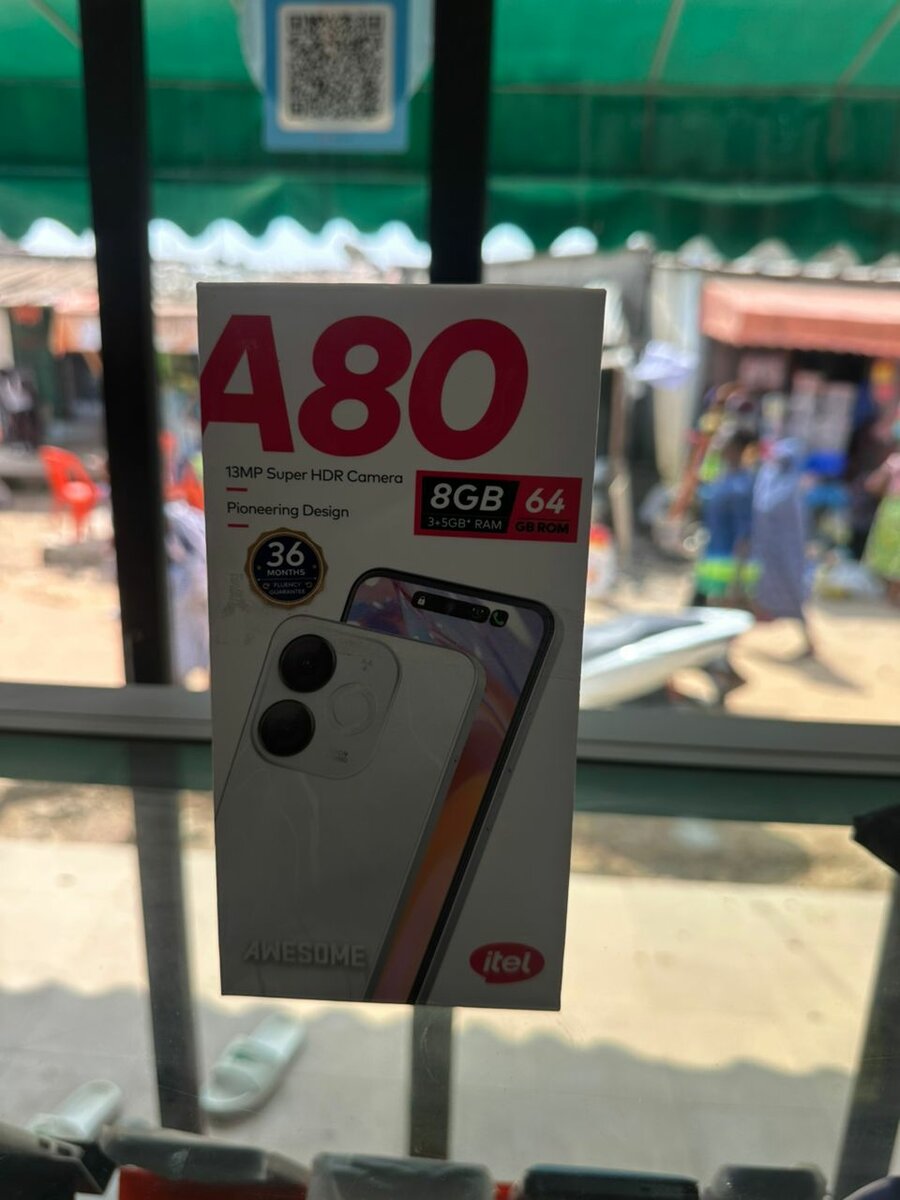 A80
13MP Super HDR Camera
Pioneering Design
8GB
3+5GB* RAM
64
GB ROM
36
MONTHS
FLUENCY
GUARANTEE
AWESOME
itel